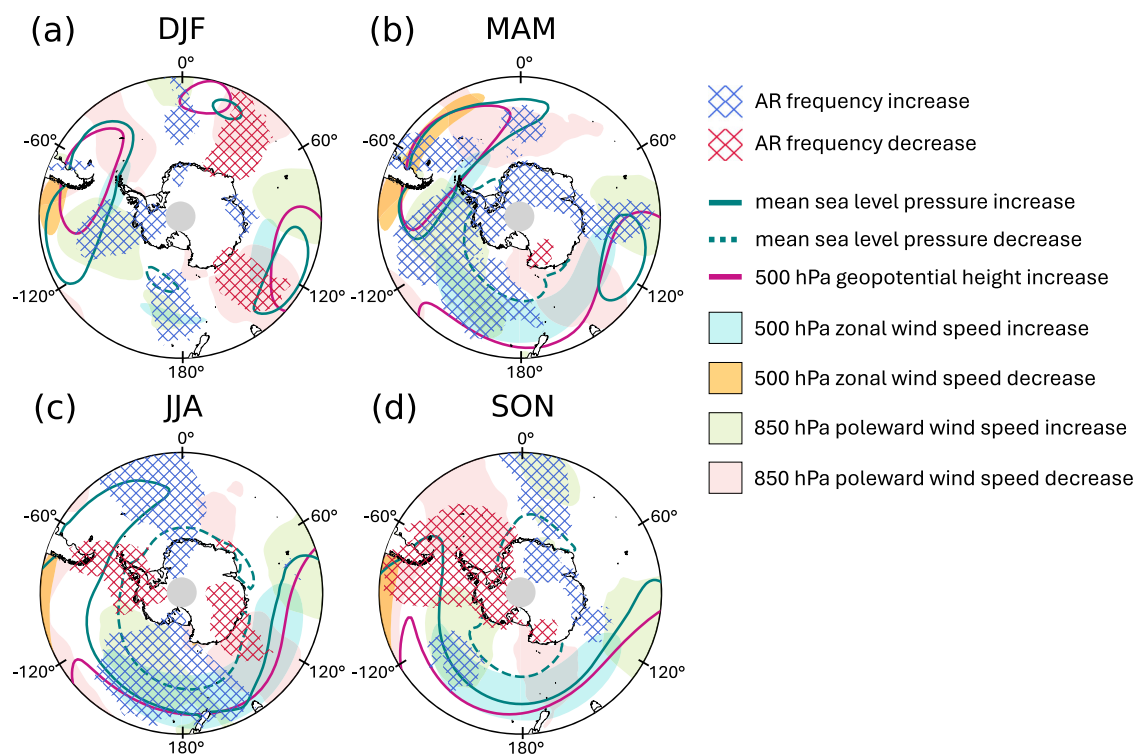 (a) DJF
(b) MAM
0°
0°
-60°
60°
-60°
60°
-120°
120°
-120°
120°
180°
180°
(c) JJA
(d) SON
0°
0°
-60°
60°
-60°
60°
-120°
120°
-120°
120°
180°
180°
AR frequency increase
AR frequency decrease
mean sea level pressure increase
mean sea level pressure decrease
500 hPa geopotential height increase
500 hPa zonal wind speed increase
500 hPa zonal wind speed decrease
850 hPa poleward wind speed increase
850 hPa poleward wind speed decrease